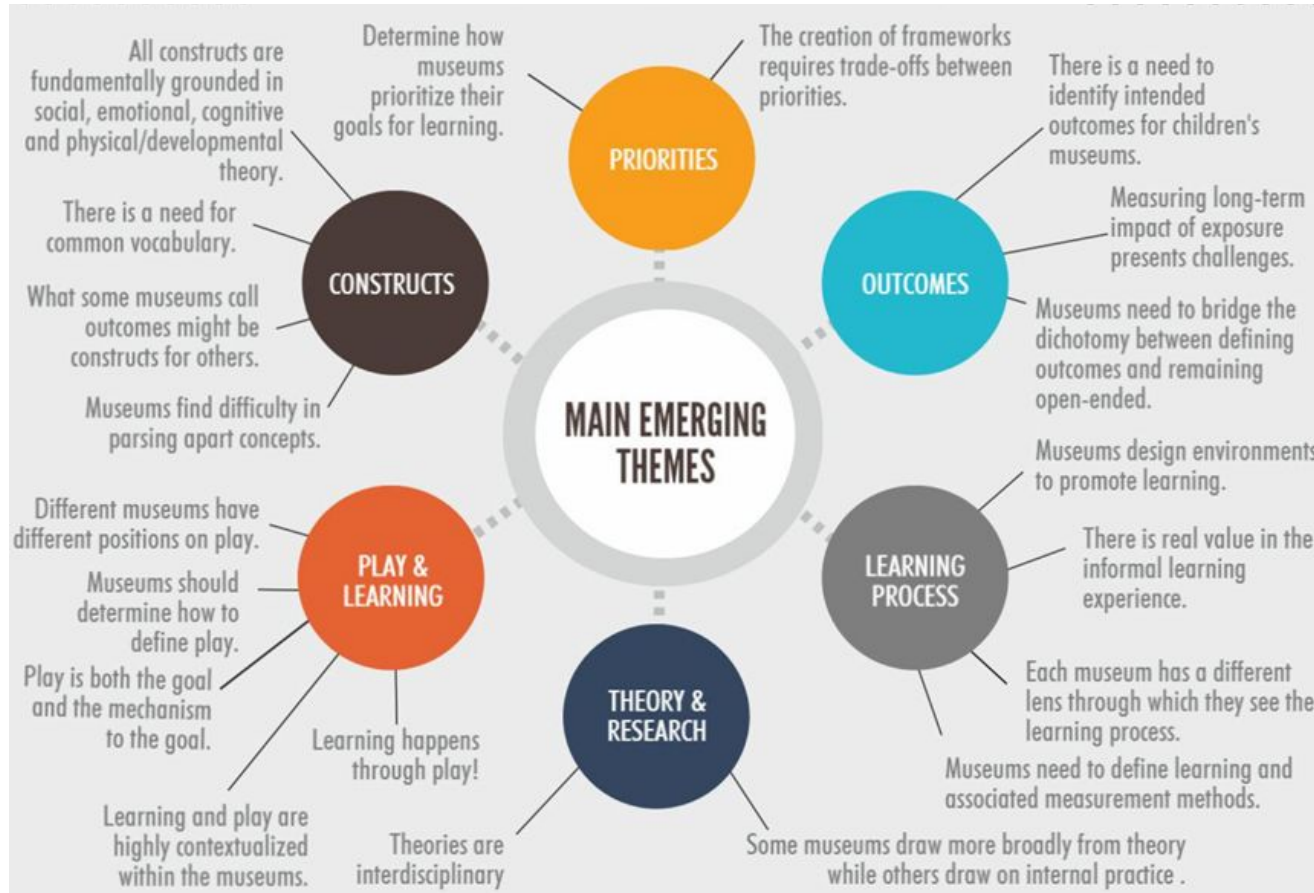 MAIN EMERGING
THEMES
PRIORITIES
Determine how
museums
prioritize their
goals for learning.
The creation of frameworks
requires trade-offs between
priorities.
OUTCOMES
There is a need to
identify intended
outcomes for children's
museums.
Measuring long-term
impact of exposure
presents challenges.
Museums need to bridge the
dichotomy between defining
outcomes and remaining
open-ended.
LEARNING
PROCESS
Museums design environments
to promote learning.
There is real value in the
informal learning
experience.
Each museum has a different
lens through which they see the
learning process.
Museums need to define learning and
associated measurement methods.
THEORY &
RESEARCH
Some museums draw more broadly from theory
while others draw on internal practice .
Theories are
interdisciplinary
PLAY &
LEARNING
Different museums have
different positions on play.
Museums should
determine how to
define play.
Play is both the goal
and the mechanism
to the goal.
Learning and play are
highly contextualized
within the museums.
Learning happens
through play!
CONSTRUCTS
All constructs are
fundamentally grounded in
social, emotional, cognitive
and physical/developmental
theory.
There is a need for
common vocabulary.
What some museums call
outcomes might be
constructs for others.
Museums find difficulty in
parsing apart concepts.